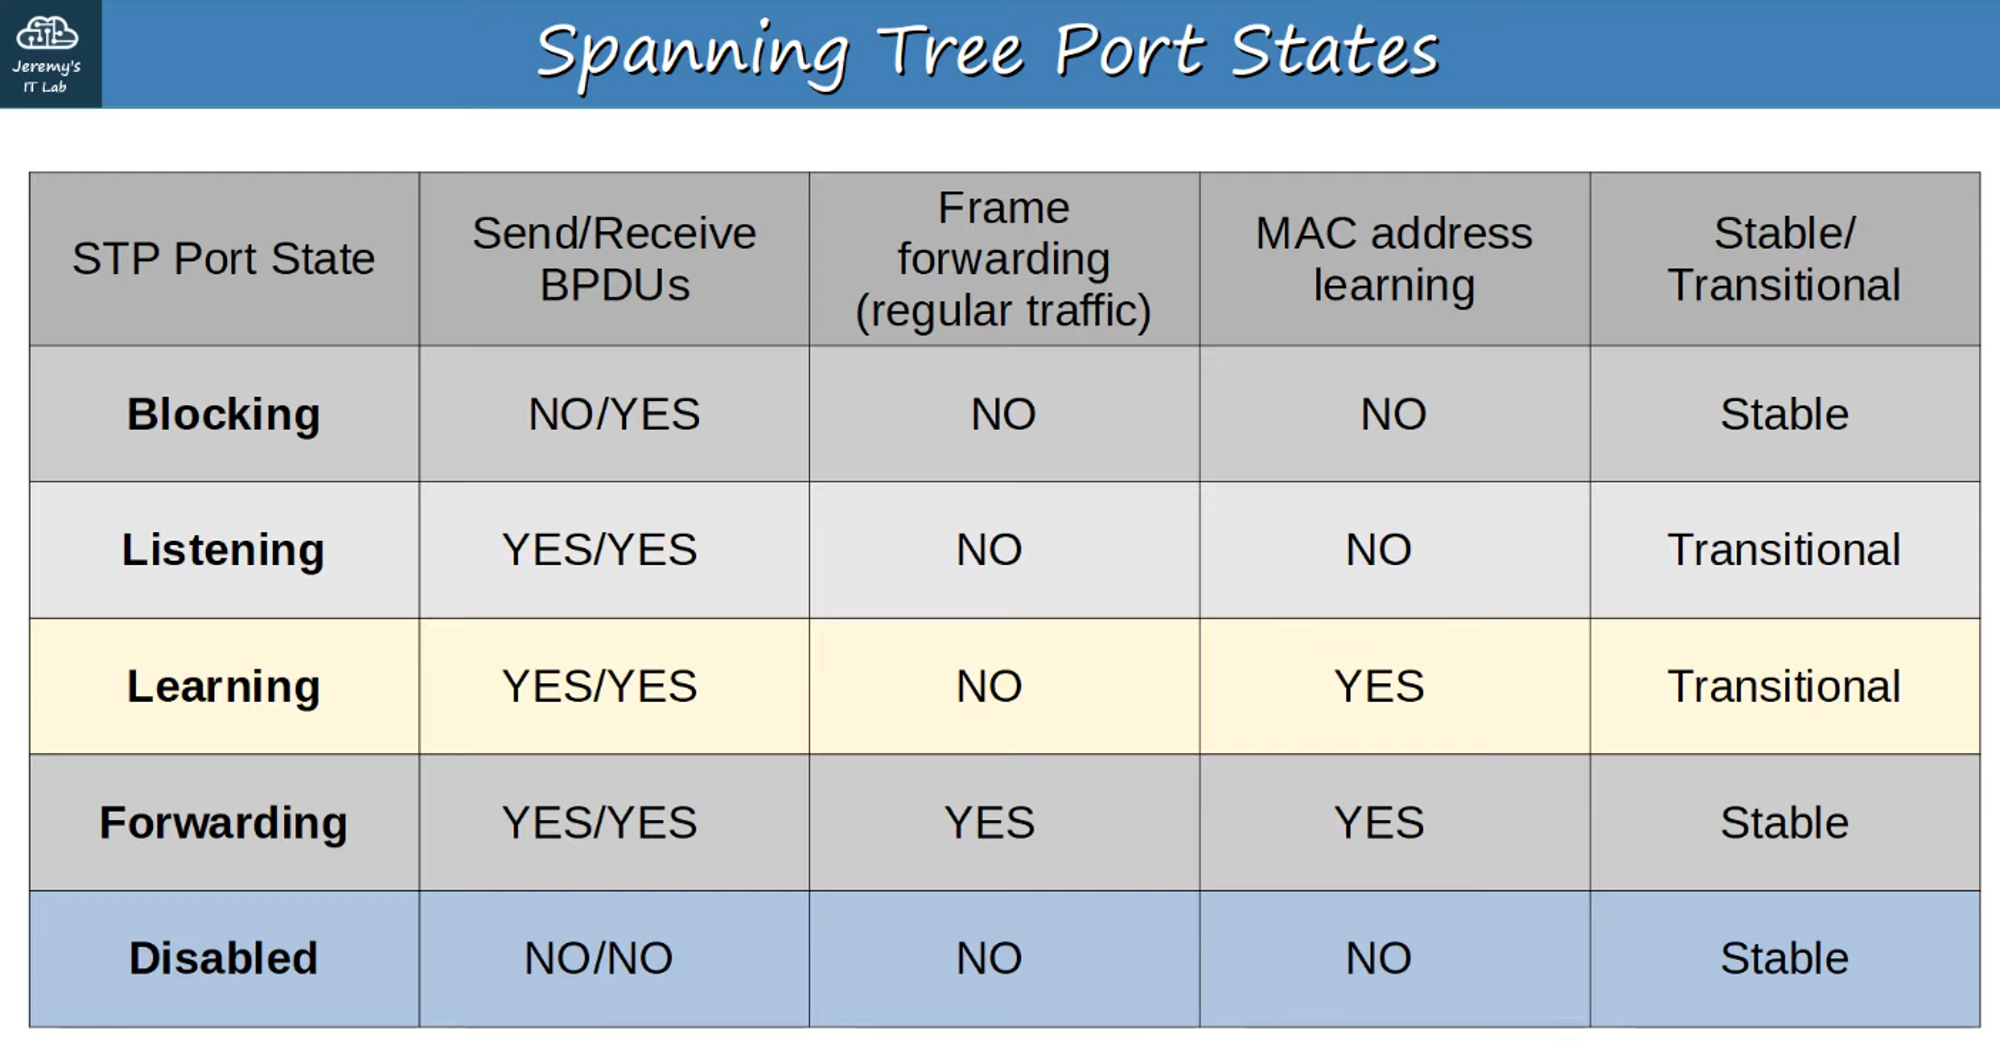 Jeremy's
IT Lab
Spanning Tree Port States
STP Port State
Send/Receive
BPDUs
Frame
forwarding
(regular traffic)
MAC address
learning
Stable/
Transitional
Blocking
NO/YES
NO
NO
Stable
Listening
YES/YES
NO
NO
Transitional
Learning
YES/YES
NO
YES
Transitional
Forwarding
YES/YES
YES
YES
Stable
Disabled
NO/NO
NO
NO
Stable